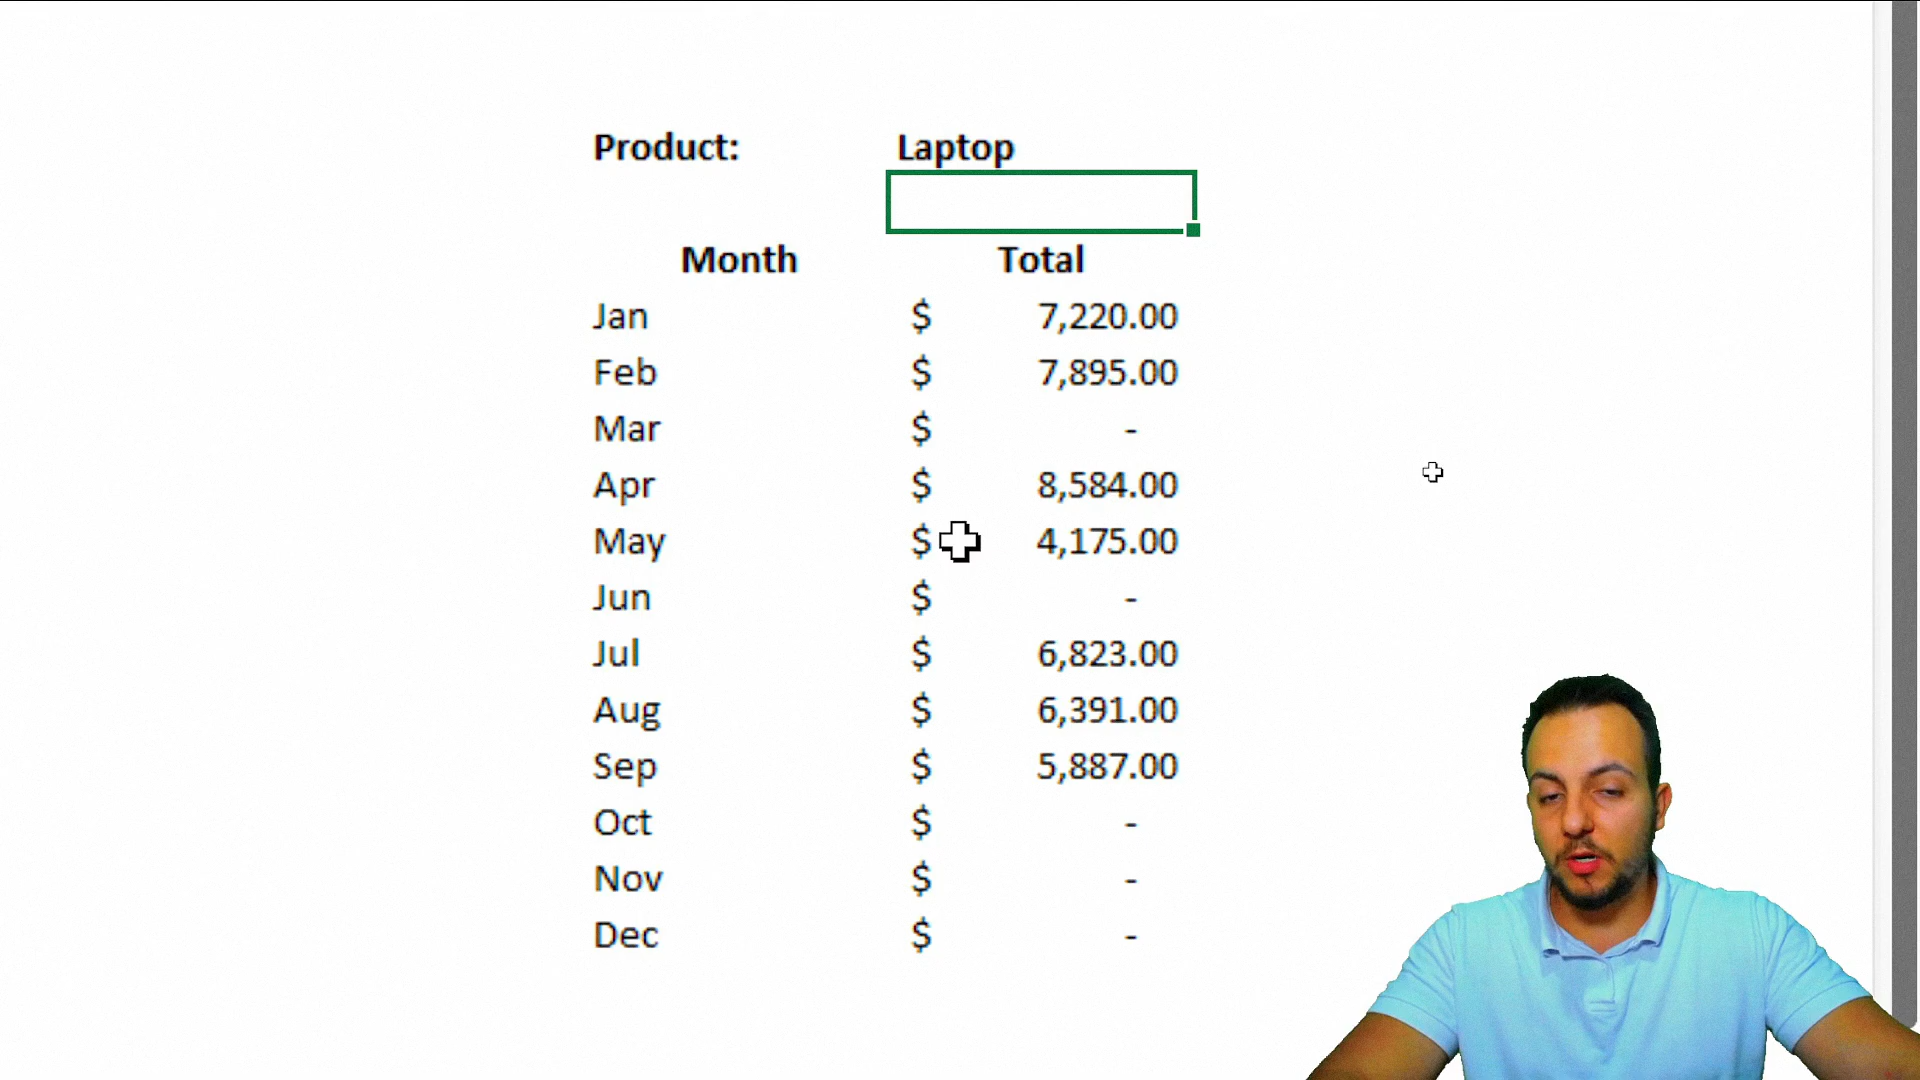 Product: Laptop
Month Total
Jan $ 7,220.00
Feb $ 7,895.00
Mar $ -
Apr $ 8,584.00
May $ 4,175.00
Jun $ -
Jul $ 6,823.00
Aug $ 6,391.00
Sep $ 5,887.00
Oct $ -
Nov $ -
Dec $ -